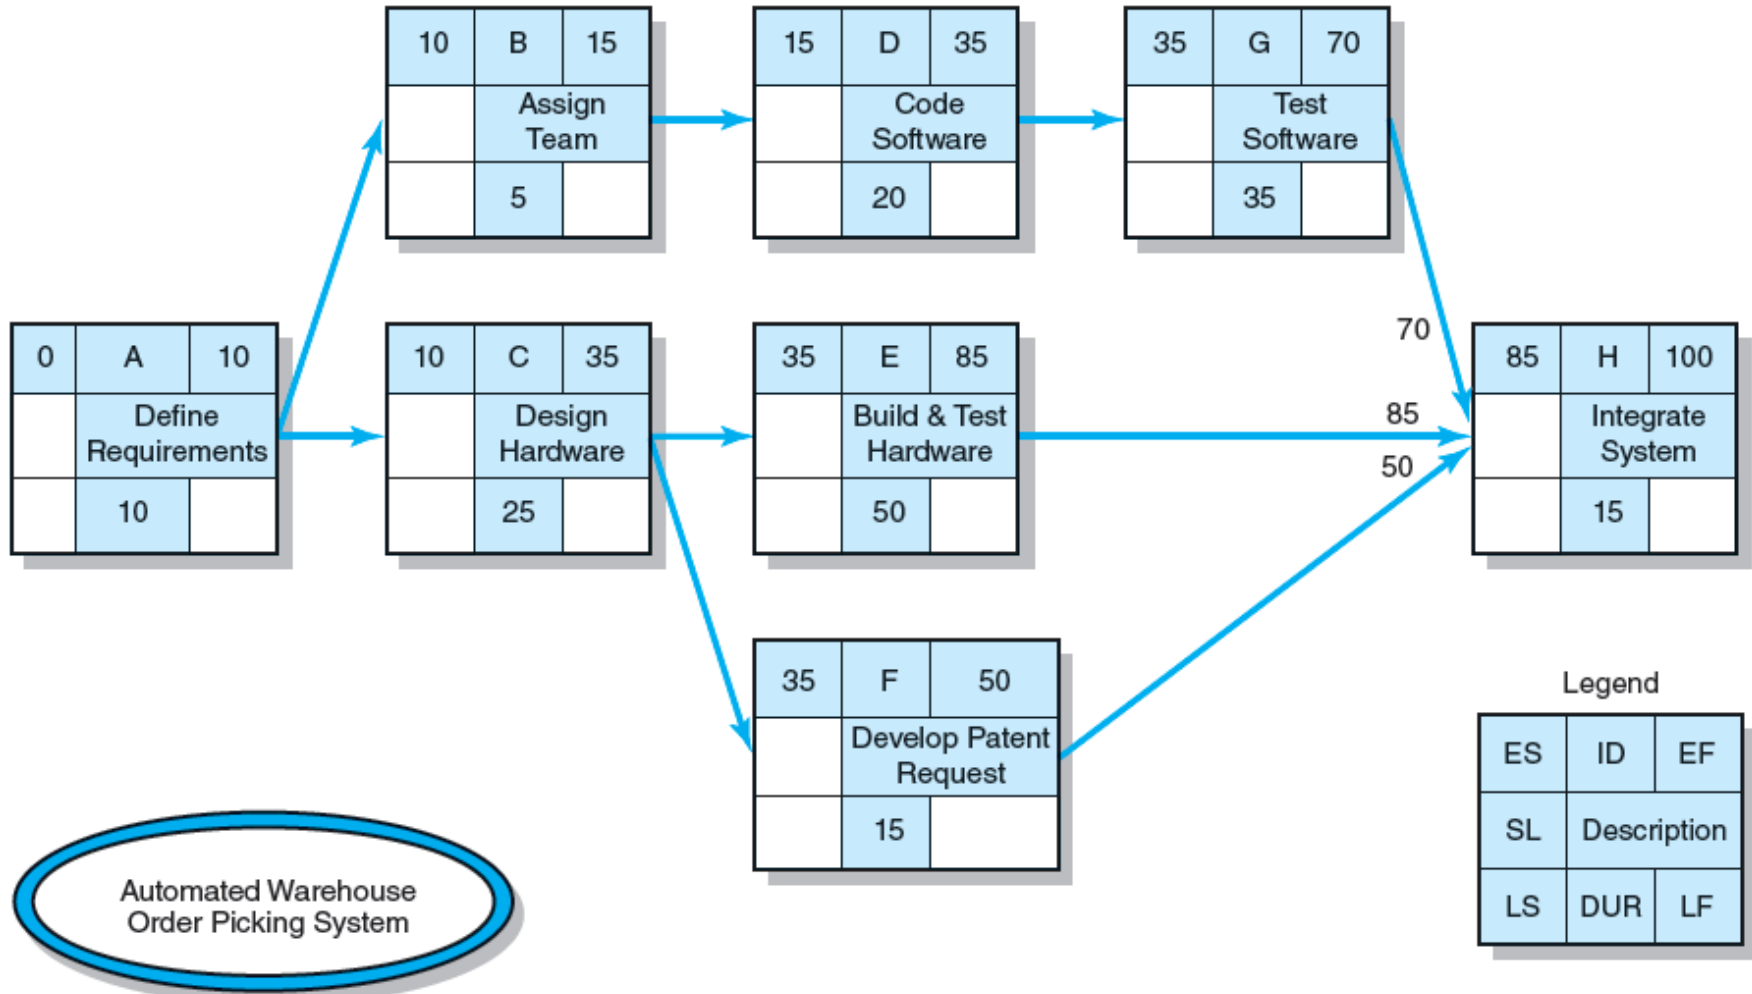 10 B 15
Assign
Team
5
15 D 35
Code
Software
20
35 G 70
Test
Software
35
0 A 10
Define
Requirements
10
10 C 35
Design
Hardware
25
35 E 85
Build & Test
Hardware
50
70
85
50
85 H 100
Integrate
System
15
35 F 50
Develop Patent
Request
15
Automated Warehouse
Order Picking System
Legend
ES ID EF
SL Description
LS DUR LF